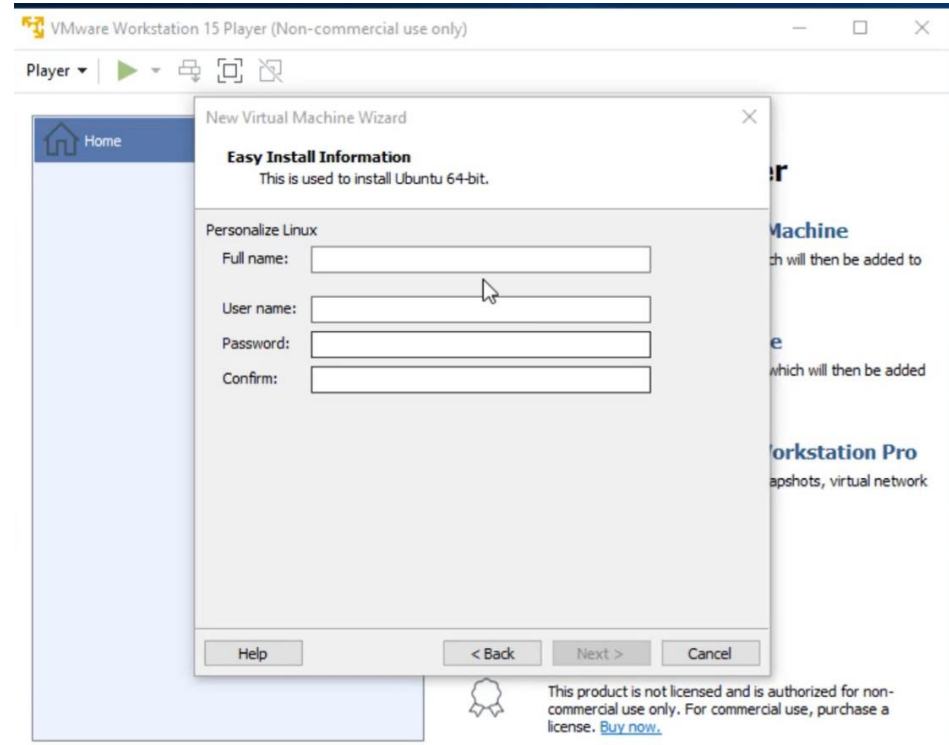 VMware Workstation 15 Player (Non-commercial use only)
Player
Home
New Virtual Machine Wizard
Easy Install Information
This is used to install Ubuntu 64-bit.
Personalize Linux
Full name:
User name:
Password:
Confirm:
Help
< Back
Next >
Cancel
er
Machine
ch will then be added to
e
which will then be added
orkstation Pro
apshots, virtual network
This product is not licensed and is authorized for non-
commercial use only. For commercial use, purchase a
license. Buy now.